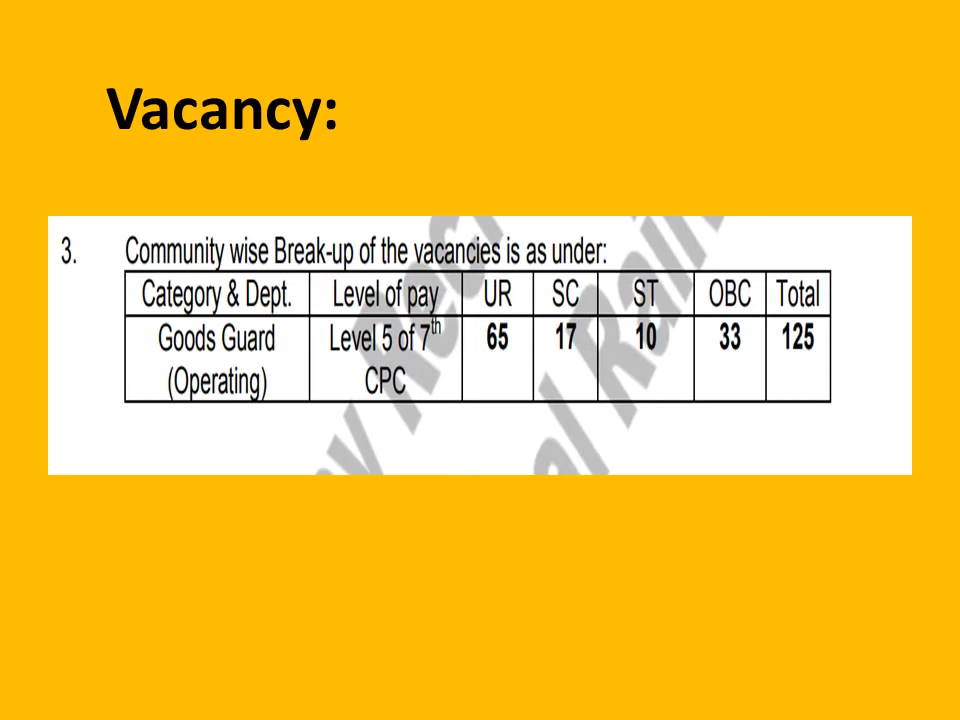 Vacancy:
3. Community wise Break-up of the vacancies is as under:
Category & Dept. Level of pay UR SC ST OBC Total
Goods Guard Level 5 of 7th 65 17 10 33 125
(Operating) CPC